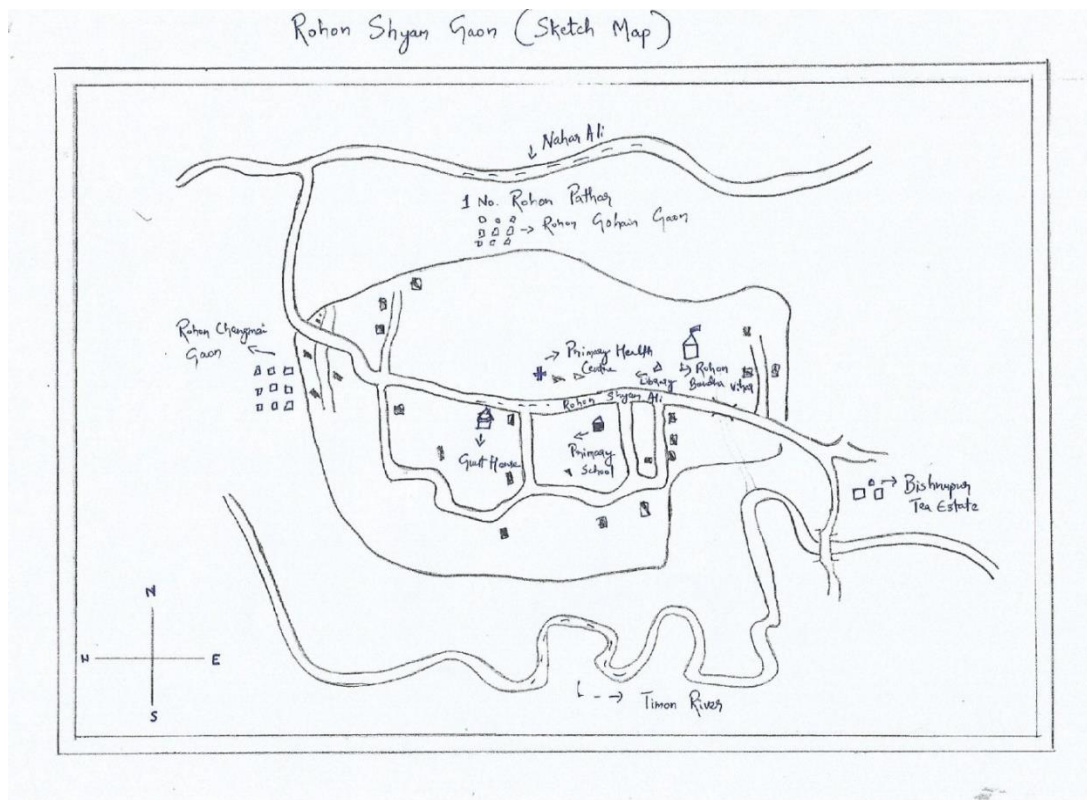 Rohon Shyam Gaon (Sketch Map)
Nahar Ali
1 No. Rohon Pathar
Rohon Gohain Gaon
Rohon Changmai
Gaon
Primary Health
Centre
Library
Rohon
Boudha Vihar
Rohon Shyam Ali
Guest House
Primary
School
Bishnupur
Tea Estate
N
W
E
S
Timon River